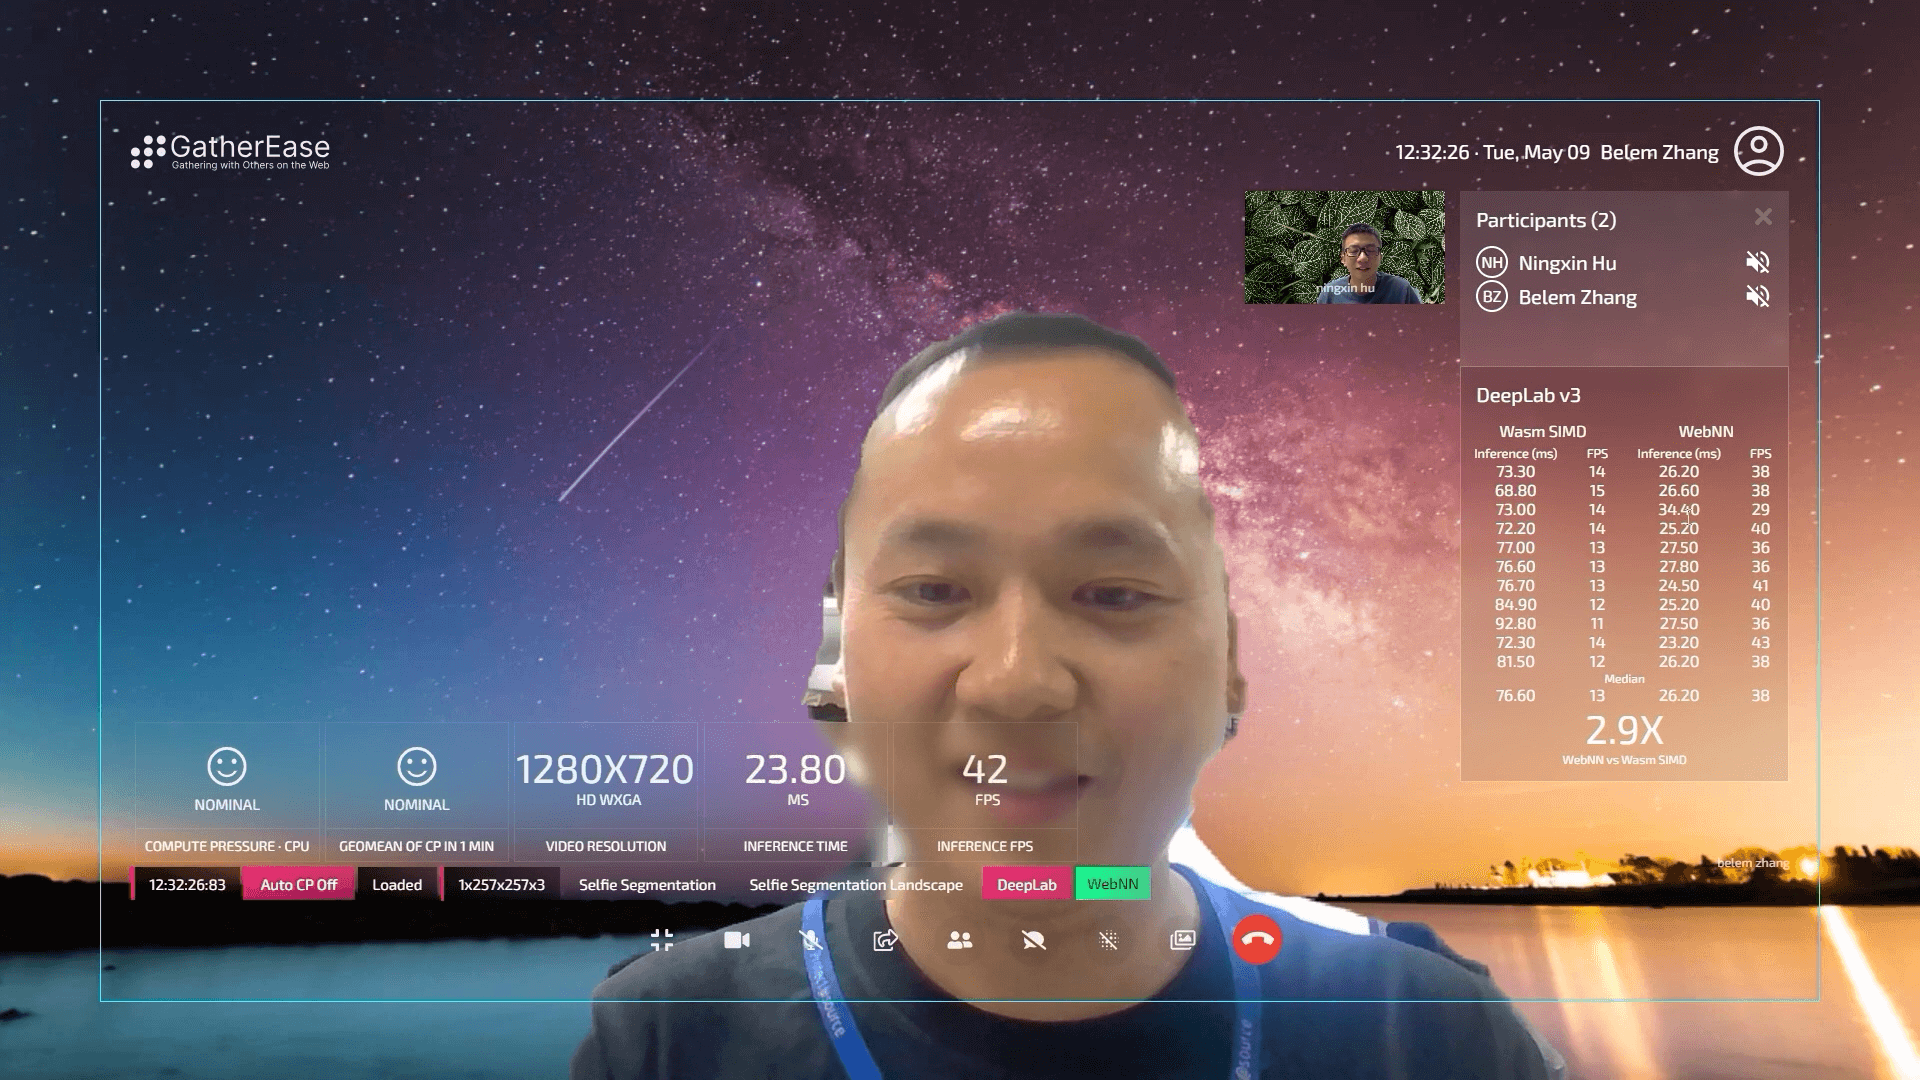 GatherEase
Gathering with Others on the Web
12:32:26 · Tue, May 09 Belem Zhang
ningxin hu
Participants (2)
NH Ningxin Hu
BZ Belem Zhang
DeepLab v3
Wasm SIMD WebNN
Inference (ms) FPS Inference (ms) FPS
73.30 14 26.20 38
68.80 15 26.60 38
73.00 14 34.40 29
72.20 14 25.20 40
77.00 13 27.50 36
76.60 13 27.80 36
76.70 13 24.50 41
84.90 12 25.20 40
92.80 11 27.50 36
72.30 14 23.20 43
81.50 12 26.20 38
Median
76.60 13 26.20 38
2.9X
WebNN vs Wasm SIMD
NOMINAL
COMPUTE PRESSURE · CPU
NOMINAL
GEOMEAN OF CP IN 1 MIN
1280X720
HD WXGA
VIDEO RESOLUTION
23.80
MS
INFERENCE TIME
42
FPS
INFERENCE FPS
belem zhang
12:32:26:83 Auto CP Off Loaded 1x257x257x3 Selfie Segmentation Selfie Segmentation Landscape DeepLab WebNN